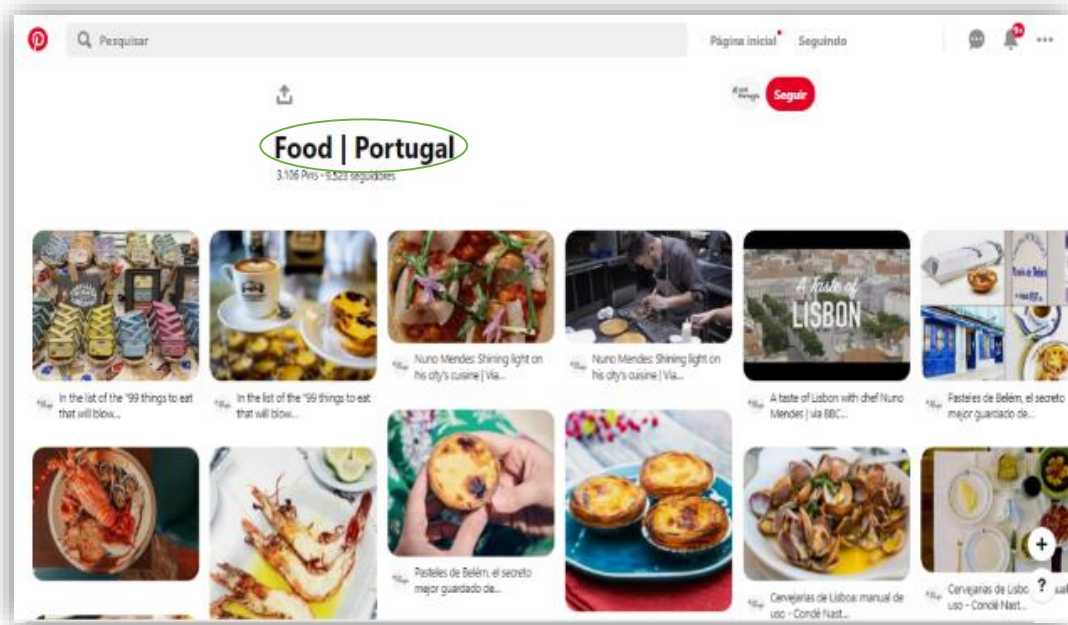 Pesquisar
Página inicial
Seguindo
9+
Seguir
Food | Portugal
3.106 Pins • 9.523 seguidores
A Taste of
LISBON
In the list of the "99 things to eat
that will blow...
In the list of the "99 things to eat
that will blow...
Nuno Mendes: Shining light on
his city's cuisine | Via...
Nuno Mendes: Shining light on
his city's cuisine | Via...
A taste of Lisbon with chef Nuno
Mendes | via BBC...
Pasteles de Belém, el secreto
mejor guardado de...
Pasteles de Belém, el secreto
mejor guardado de...
Cervejarias de Lisboa: manual de
uso - Condé Nast...
Cervejarias de
uso - Condé Nast...
+
?